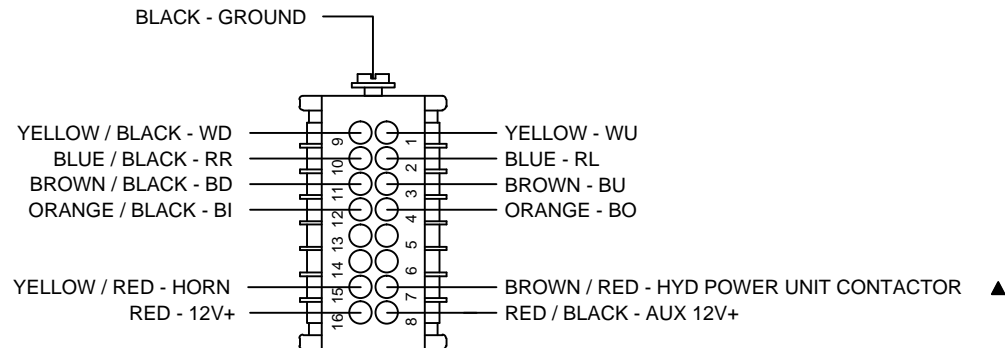 BLACK - GROUND
YELLOW / BLACK - WD 9 1 YELLOW - WU
BLUE / BLACK - RR 10 2 BLUE - RL
BROWN / BLACK - BD 11 3 BROWN - BU
ORANGE / BLACK - BI 12 4 ORANGE - BO
13 5
14 6
YELLOW / RED - HORN 15 7 BROWN / RED - HYD POWER UNIT CONTACTOR
RED - 12V+ 16 8 RED / BLACK - AUX 12V+